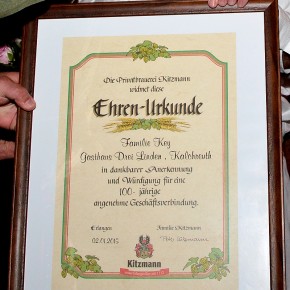 Die Privatbrauerei Kitzmann
widmet diese
Ehren-Urkunde
Familie Key
Gasthaus Drei Linden, Kalchreuth
in dankbarer Anerkennung
und Würdigung für eine
100-jährige
angenehme Geschäftsverbindung.
Erlangen Familie Kitzmann
Kitzmann